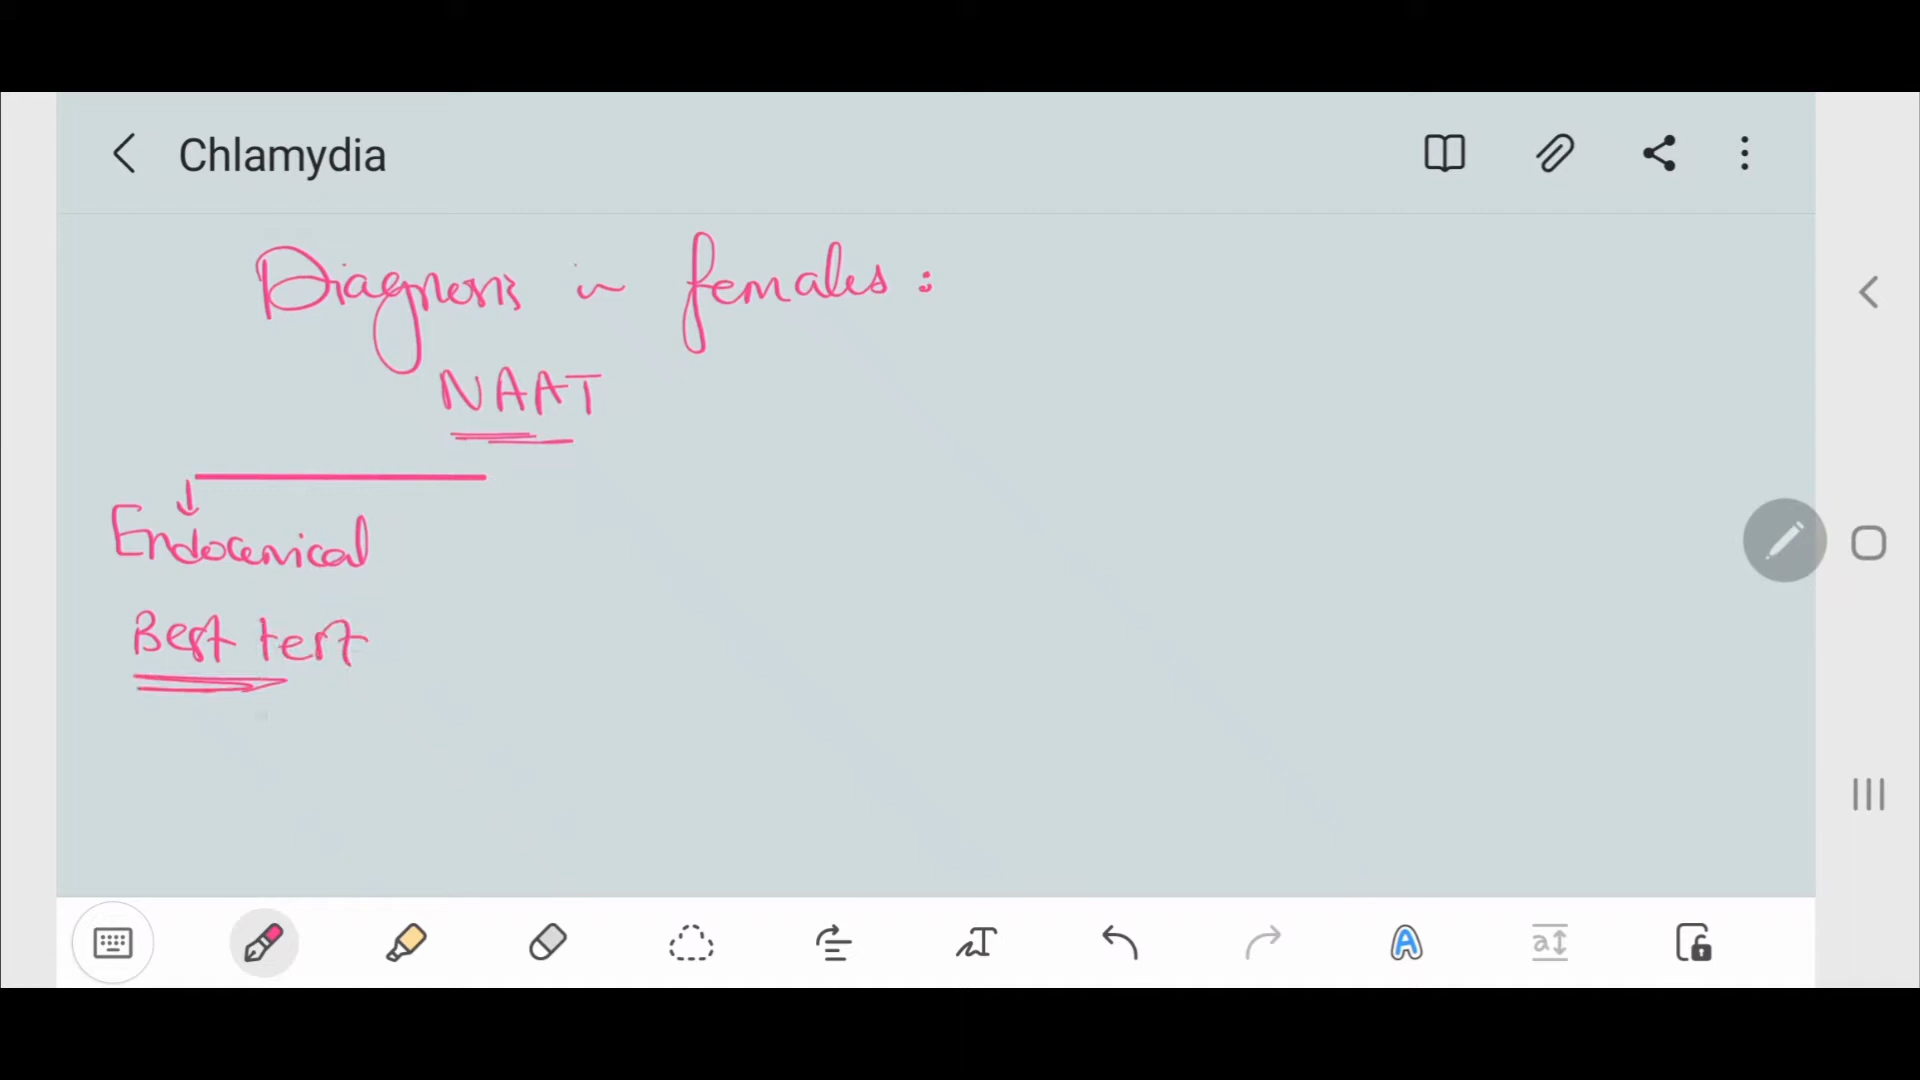 Chlamydia
Diagnosis in females :
NAAT
Endocervical
Best test